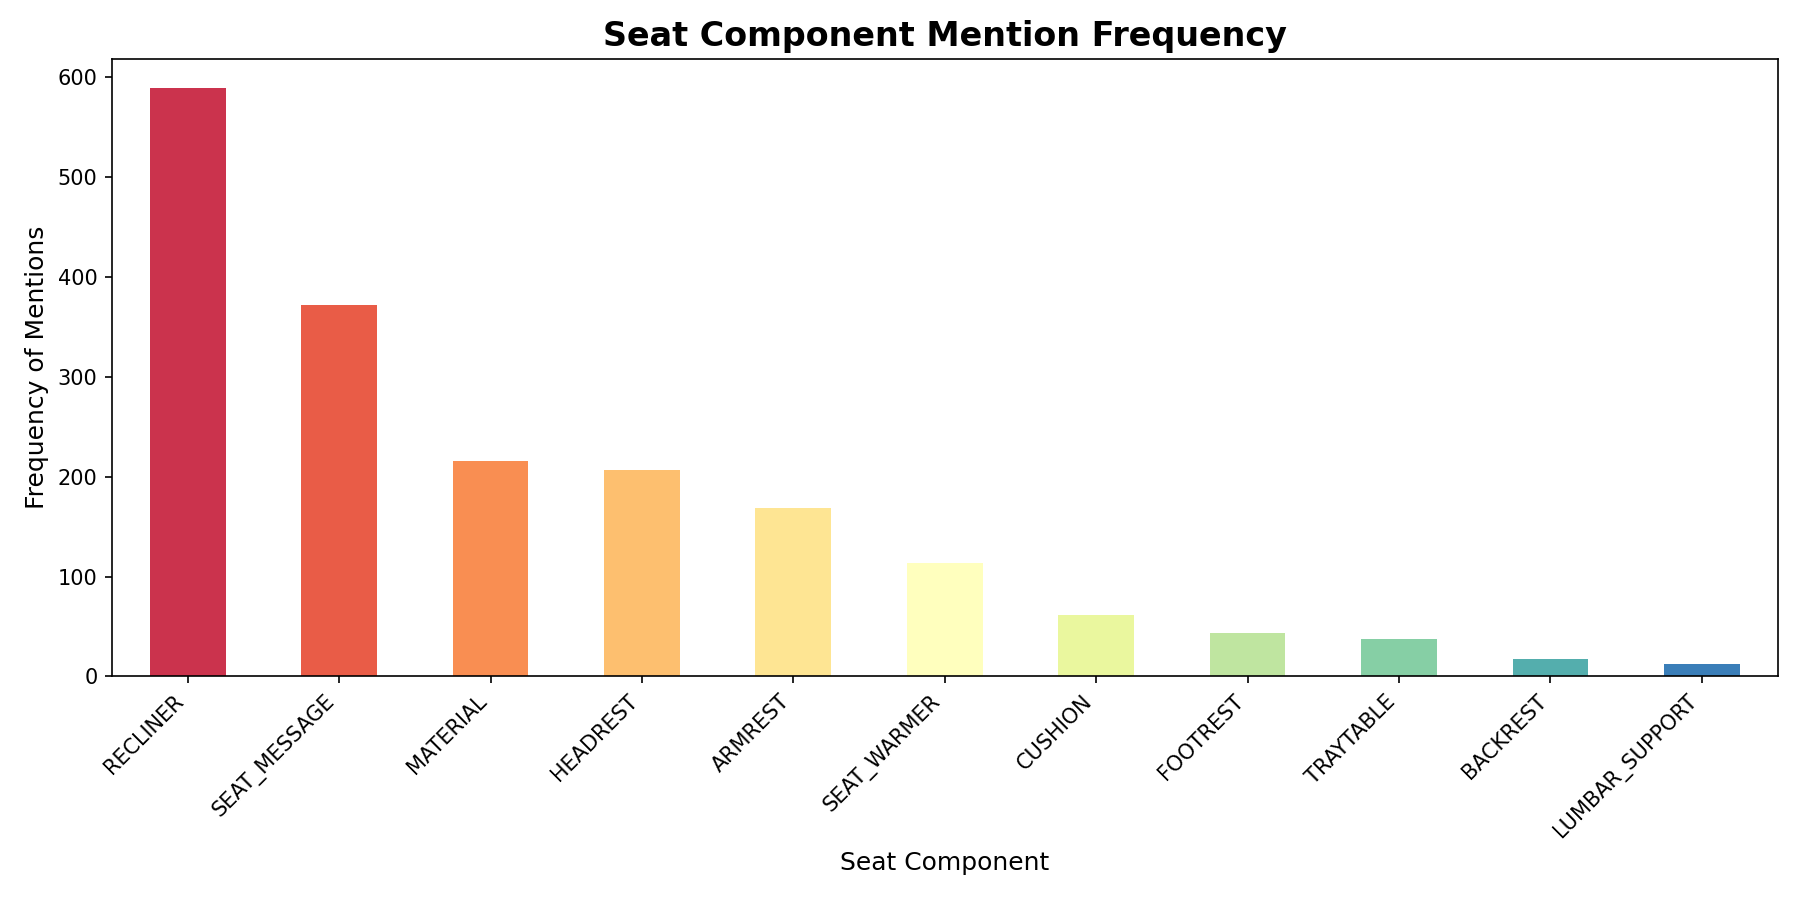 Seat Component Mention Frequency
Frequency of Mentions
600
500
400
300
200
100
0
RECLINER
SEAT_MESSAGE
MATERIAL
HEADREST
ARMREST
SEAT_WARMER
CUSHION
FOOTREST
TRAYTABLE
BACKREST
LUMBAR_SUPPORT
Seat Component